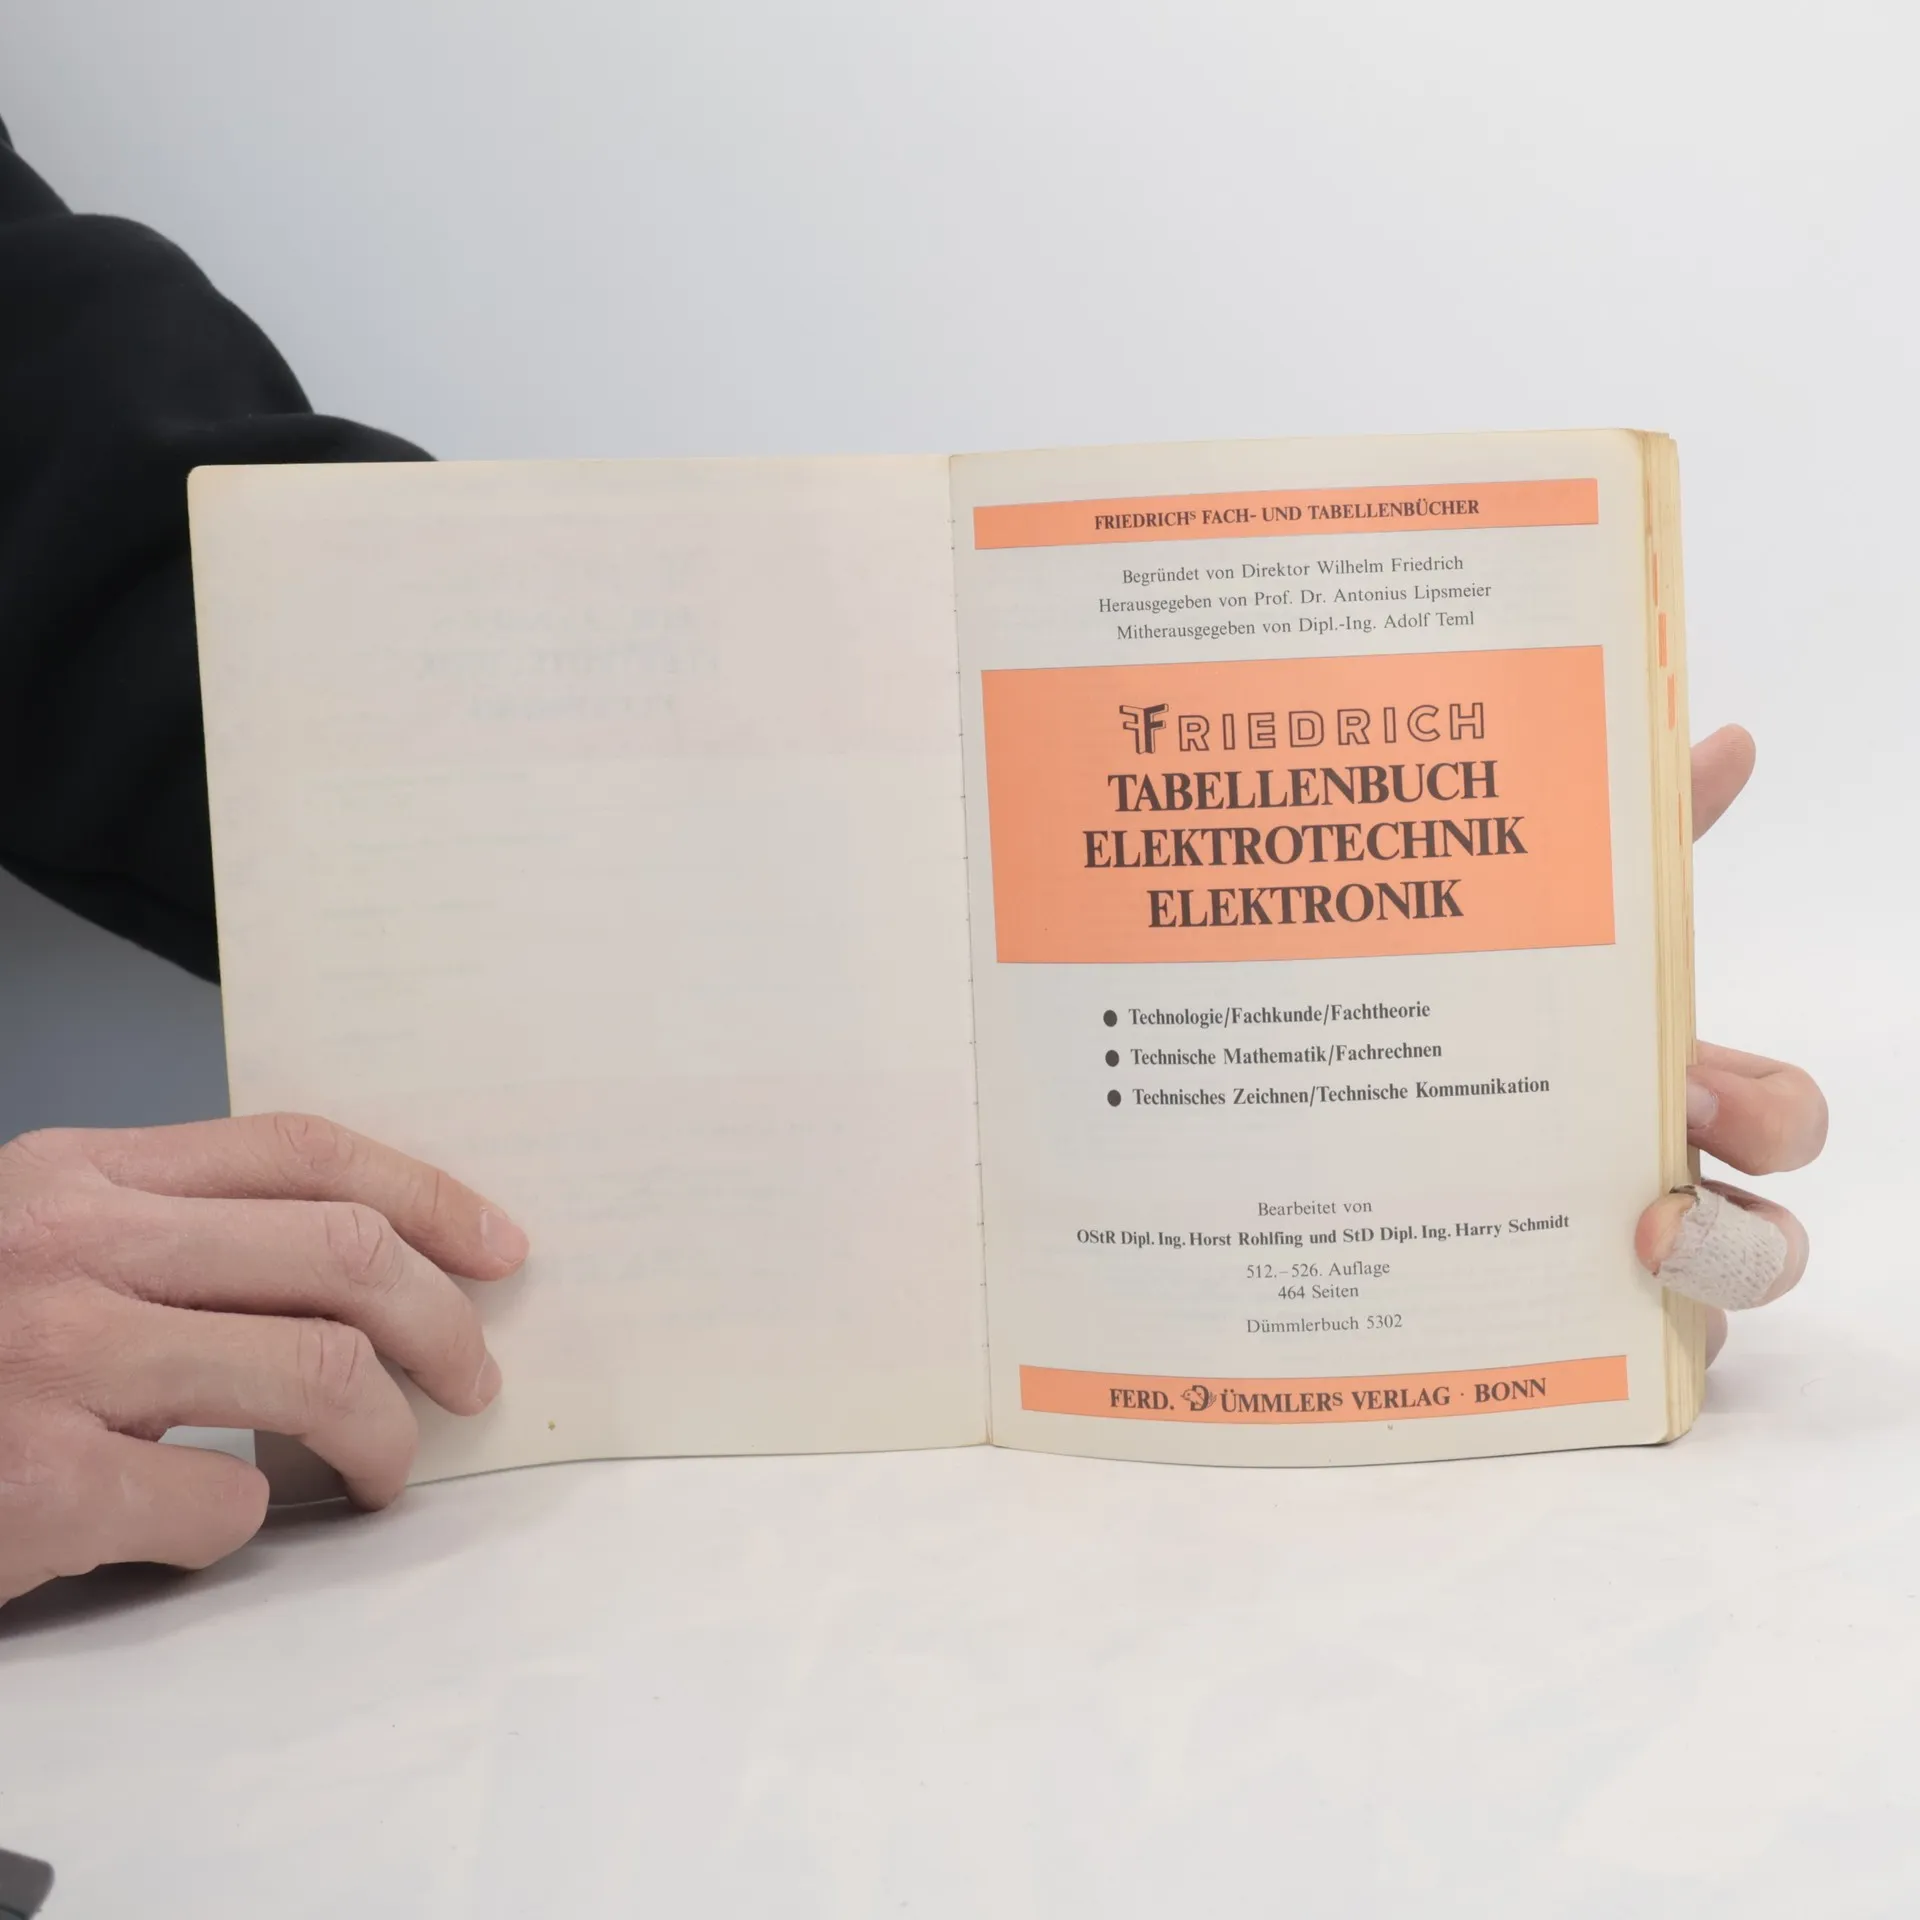 FRIEDRICHS FACH- UND TABELLENBÜCHER
Begründet von Direktor Wilhelm Friedrich
Herausgegeben von Prof. Dr. Antonius Lipsmeier
Mitherausgegeben von Dipl.-Ing. Adolf Teml
FRIEDRICH
TABELLENBUCH
ELEKTROTECHNIK
ELEKTRONIK
● Technologie/Fachkunde/Fachtheorie
● Technische Mathematik/Fachrechnen
● Technisches Zeichnen/Technische Kommunikation
Bearbeitet von
OStR Dipl. Ing. Horst Rohlfing und StD Dipl. Ing. Harry Schmidt
512.–526. Auflage
464 Seiten
Dümmlerbuch 5302
FERD. DÜMMLERS VERLAG · BONN